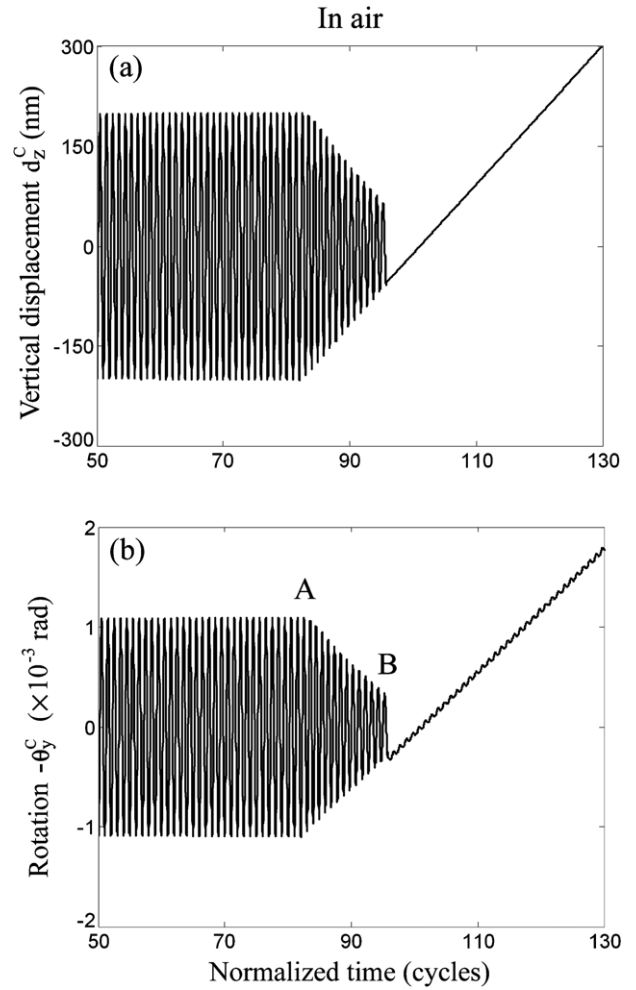 In air
(a)
Vertical displacement d_z^C (nm)
300
150
0
-150
-300
50
70
90
110
130
(b)
A
B
Rotation -θ_y^C (×10^-3 rad)
2
1
0
-1
-2
50
70
90
110
130
Normalized time (cycles)